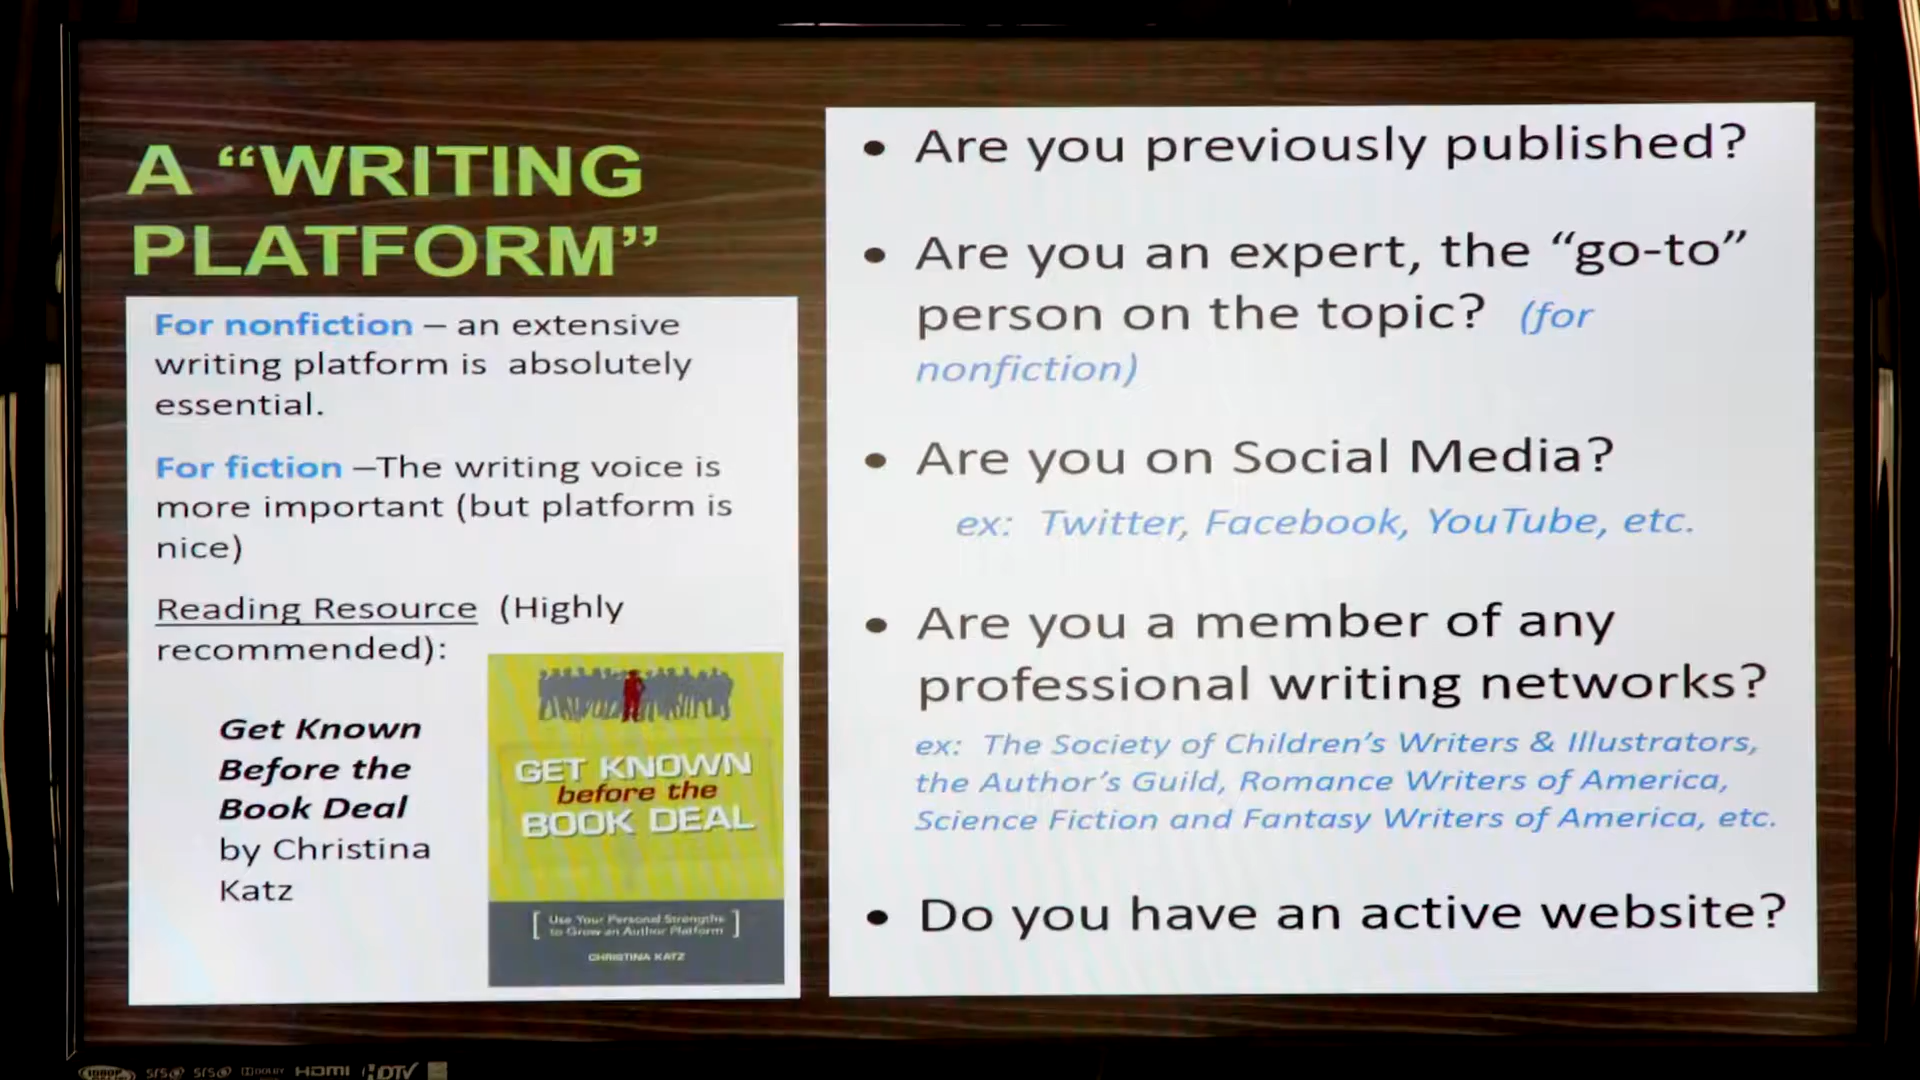 A “WRITING
PLATFORM”
For nonfiction – an extensive
writing platform is absolutely
essential.
For fiction –The writing voice is
more important (but platform is
nice)
Reading Resource (Highly
recommended):
Get Known
Before the
Book Deal
by Christina
Katz
GET KNOWN
before the
BOOK DEAL
[ Use Your Personal Strengths
to Grow an Author Platform ]
CHRISTINA KATZ
• Are you previously published?
• Are you an expert, the “go-to”
person on the topic? (for
nonfiction)
• Are you on Social Media?
ex: Twitter, Facebook, YouTube, etc.
• Are you a member of any
professional writing networks?
ex: The Society of Children’s Writers & Illustrators,
the Author’s Guild, Romance Writers of America,
Science Fiction and Fantasy Writers of America, etc.
• Do you have an active website?
1080P SRS SRS DOLBY HDMI HDTV